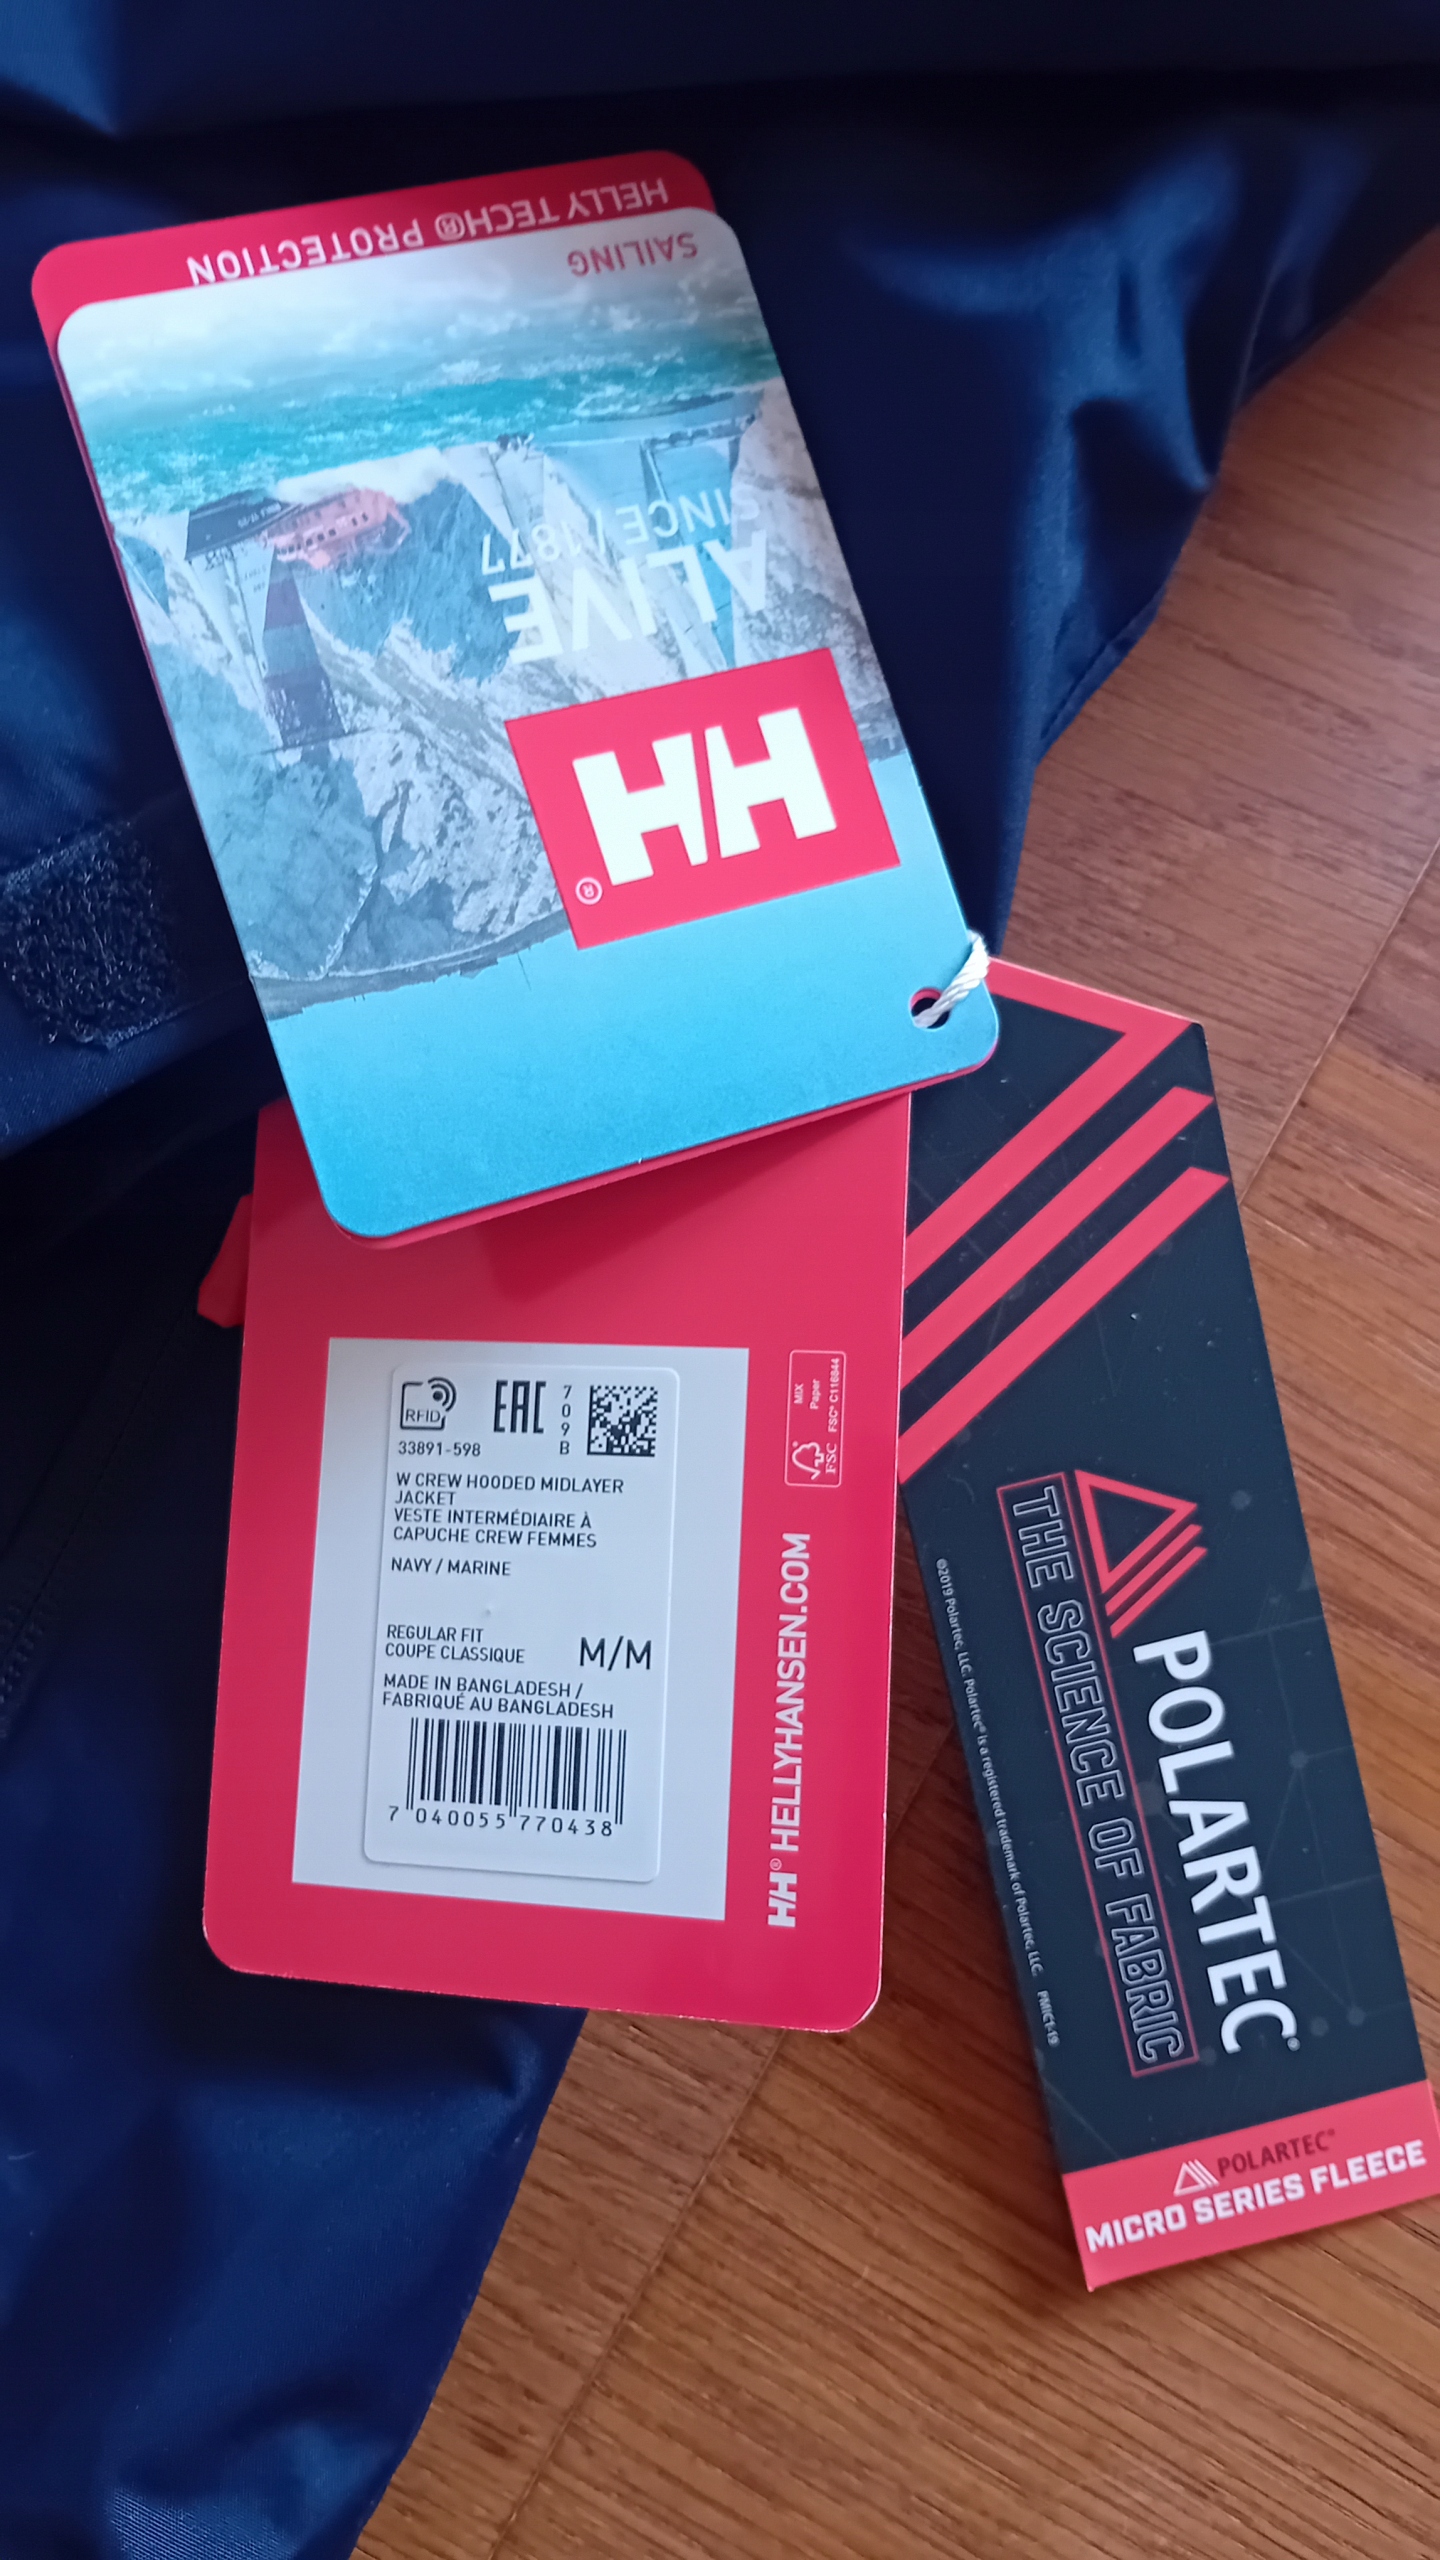 HELLY TECH® PROTECTION
SAILING
SINCE / 1877
ALIVE
HH®
RFID
EAC
709B
33891-598
W CREW HOODED MIDLAYER
JACKET
VESTE INTERMÉDIAIRE À
CAPUCHE CREW FEMMES
NAVY / MARINE
REGULAR FIT
COUPE CLASSIQUE
M/M
MADE IN BANGLADESH /
FABRIQUÉ AU BANGLADESH
7 040055 770438
MIX
Paper
FSC
FSC® C116844
HH® HELLYHANSEN.COM
POLARTEC®
THE SCIENCE OF FABRIC
©2019 Polartec, LLC. Polartec® is a registered trademark of Polartec, LLC. PMIC1-19
POLARTEC®
MICRO SERIES FLEECE